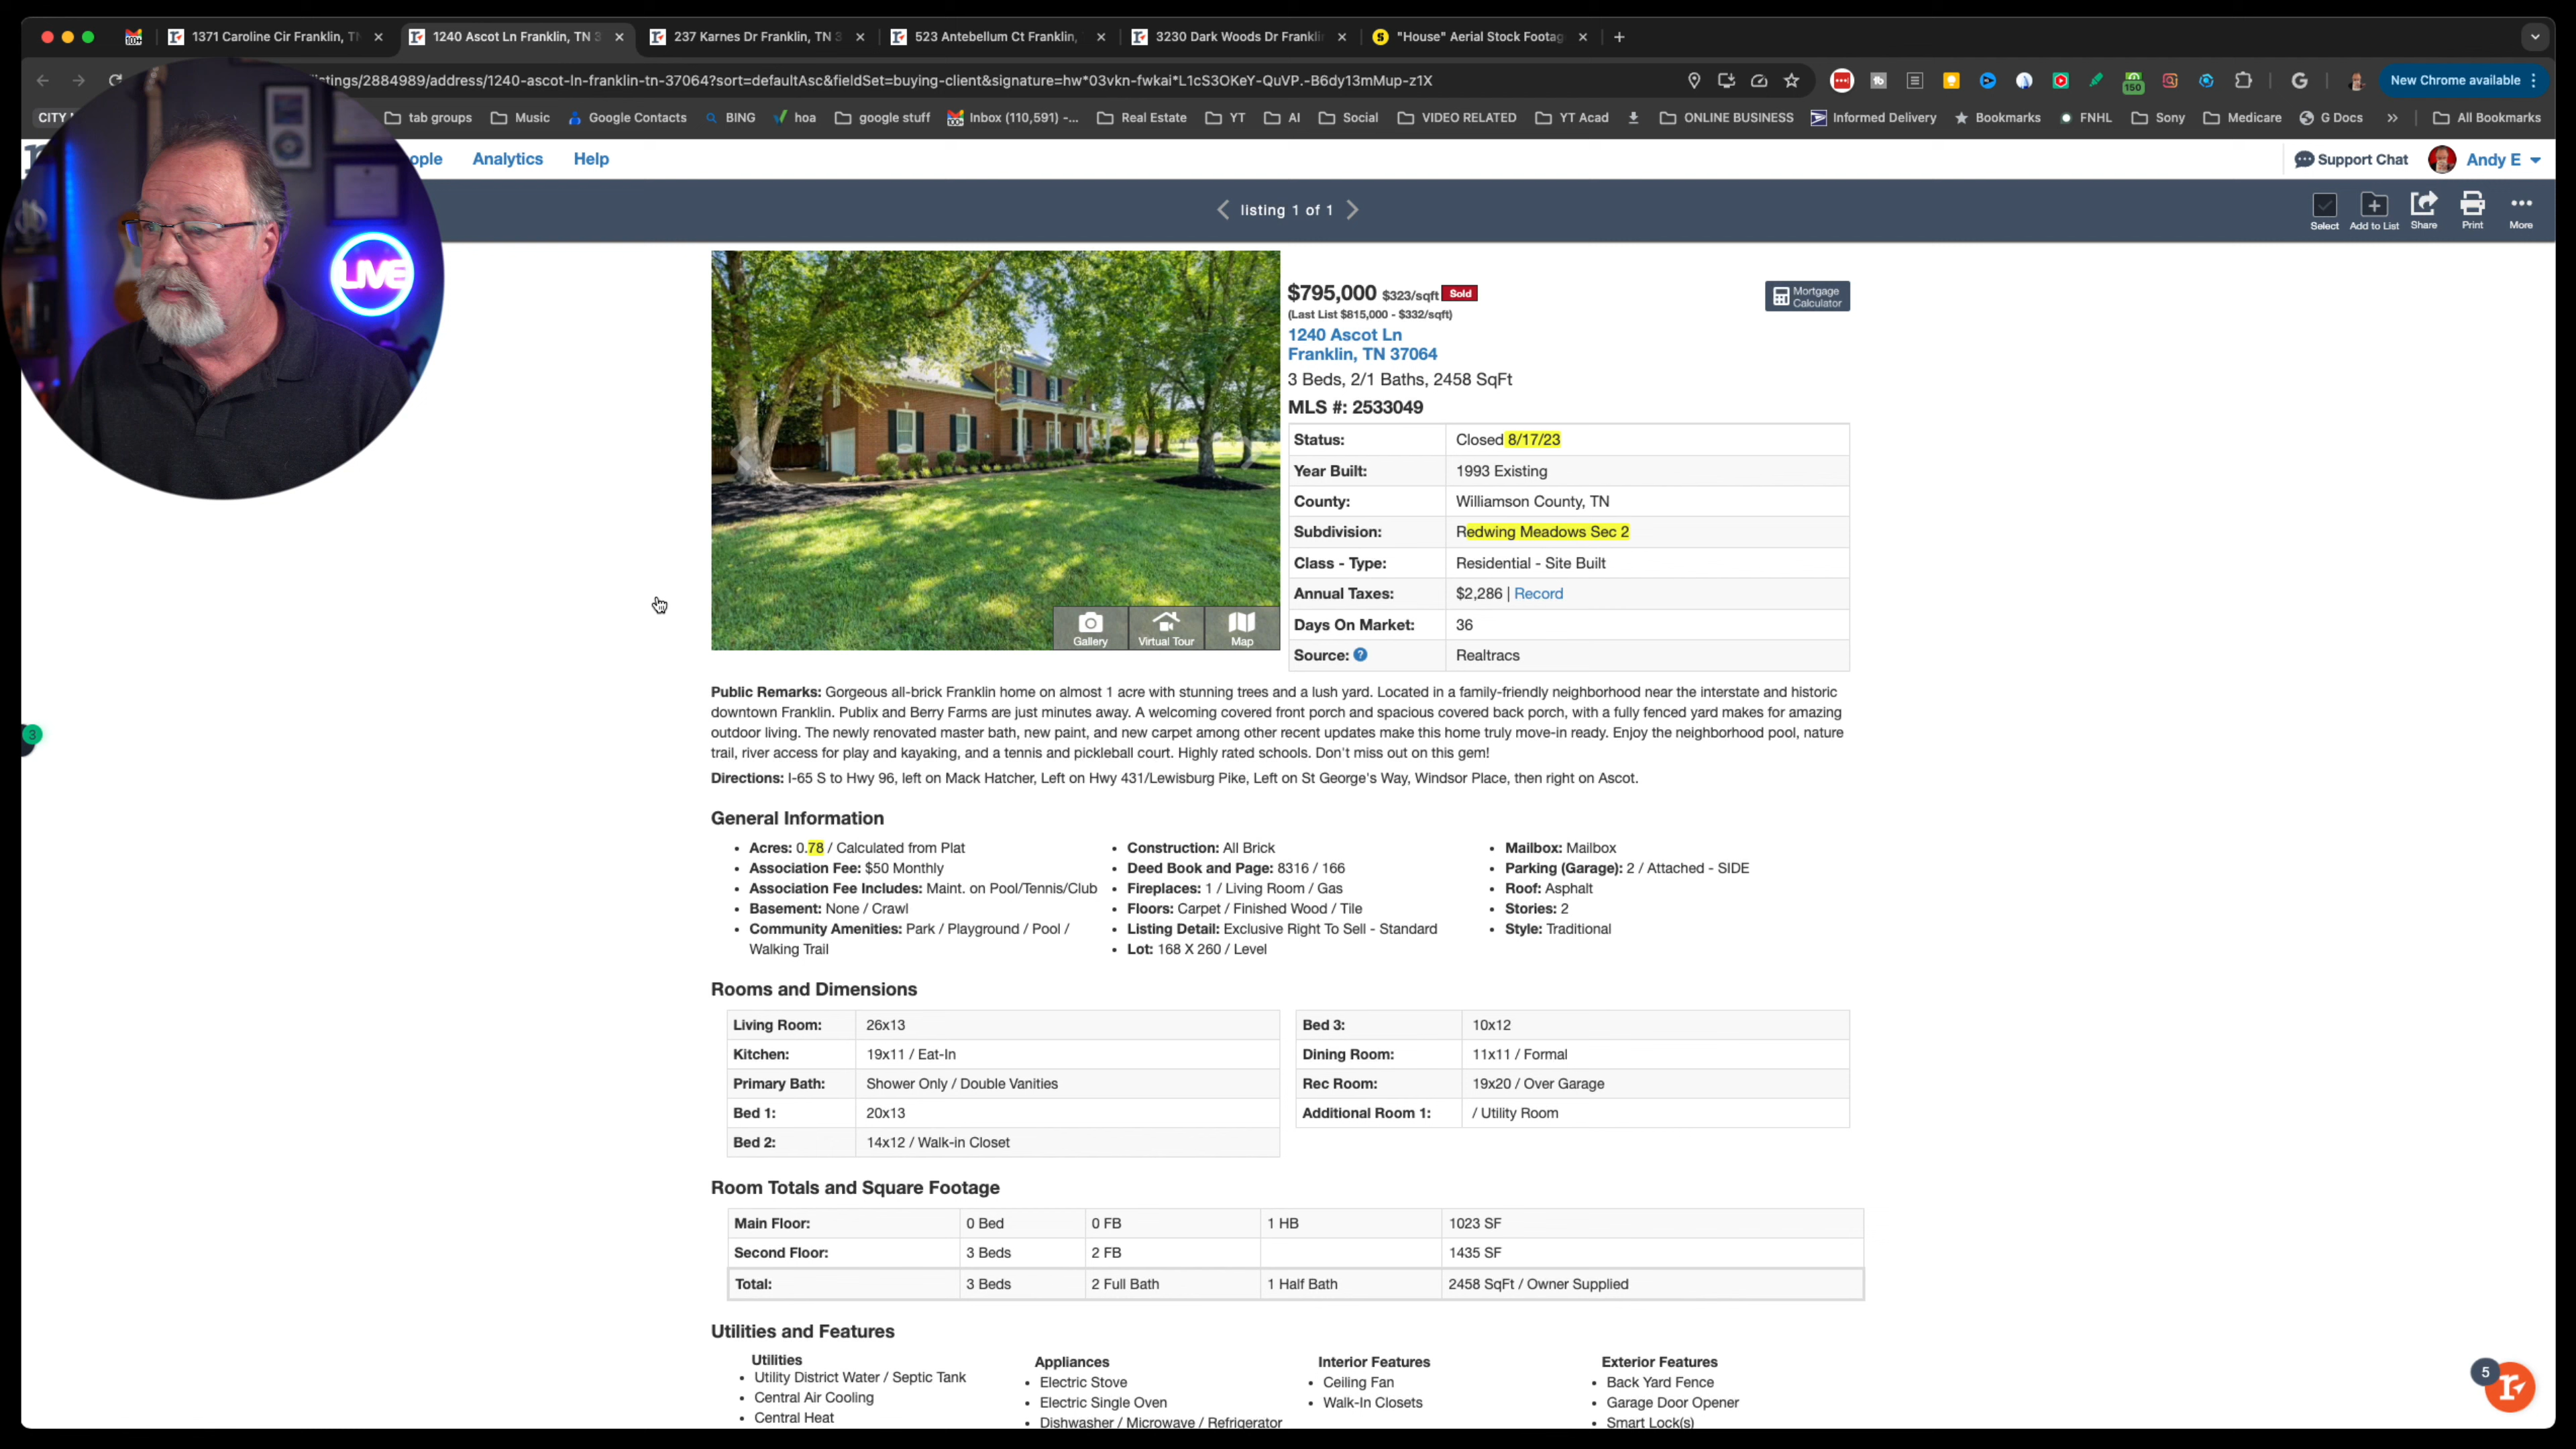 1371 Caroline Cir Franklin, TN
1240 Ascot Ln Franklin, TN 3
237 Karnes Dr Franklin, TN 3
523 Antebellum Ct Franklin,
3230 Dark Woods Dr Franklin
"House" Aerial Stock Footag
istings/2884989/address/1240-ascot-ln-franklin-tn-37064?sort=defaultAsc&fieldSet=buying-client&signature=hw*03vkn-fwkai*L1cS3OKeY-QuVP.-B6dy13mMup-z1X
150
New Chrome available
CITY
tab groups
Music
Google Contacts
BING
hoa
google stuff
Inbox (110,591) -...
Real Estate
YT
AI
Social
VIDEO RELATED
YT Acad
ONLINE BUSINESS
Informed Delivery
Bookmarks
FNHL
Sony
Medicare
G Docs
All Bookmarks
ople
Analytics
Help
Support Chat
Andy E
listing 1 of 1
Select
Add to List
Share
Print
More
LIVE
$795,000 $323/sqft Sold
(Last List $815,000 - $332/sqft)
Mortgage
Calculator
1240 Ascot Ln
Franklin, TN 37064
3 Beds, 2/1 Baths, 2458 SqFt
MLS #: 2533049
Status: Closed 8/17/23
Year Built: 1993 Existing
County: Williamson County, TN
Subdivision: Redwing Meadows Sec 2
Class - Type: Residential - Site Built
Annual Taxes: $2,286 | Record
Days On Market: 36
Source: ? Realtracs
Gallery
Virtual Tour
Map
Public Remarks: Gorgeous all-brick Franklin home on almost 1 acre with stunning trees and a lush yard. Located in a family-friendly neighborhood near the interstate and historic
downtown Franklin. Publix and Berry Farms are just minutes away. A welcoming covered front porch and spacious covered back porch, with a fully fenced yard makes for amazing
outdoor living. The newly renovated master bath, new paint, and new carpet among other recent updates make this home truly move-in ready. Enjoy the neighborhood pool, nature
trail, river access for play and kayaking, and a tennis and pickleball court. Highly rated schools. Don't miss out on this gem!
Directions: I-65 S to Hwy 96, left on Mack Hatcher, Left on Hwy 431/Lewisburg Pike, Left on St George's Way, Windsor Place, then right on Ascot.
3
General Information
Acres: 0.78 / Calculated from Plat
Association Fee: $50 Monthly
Association Fee Includes: Maint. on Pool/Tennis/Club
Basement: None / Crawl
Community Amenities: Park / Playground / Pool /
Walking Trail
Construction: All Brick
Deed Book and Page: 8316 / 166
Fireplaces: 1 / Living Room / Gas
Floors: Carpet / Finished Wood / Tile
Listing Detail: Exclusive Right To Sell - Standard
Lot: 168 X 260 / Level
Mailbox: Mailbox
Parking (Garage): 2 / Attached - SIDE
Roof: Asphalt
Stories: 2
Style: Traditional
Rooms and Dimensions
Living Room: 26x13
Kitchen: 19x11 / Eat-In
Primary Bath: Shower Only / Double Vanities
Bed 1: 20x13
Bed 2: 14x12 / Walk-in Closet
Bed 3: 10x12
Dining Room: 11x11 / Formal
Rec Room: 19x20 / Over Garage
Additional Room 1: / Utility Room
Room Totals and Square Footage
Main Floor: 0 Bed 0 FB 1 HB 1023 SF
Second Floor: 3 Beds 2 FB 1435 SF
Total: 3 Beds 2 Full Bath 1 Half Bath 2458 SqFt / Owner Supplied
Utilities and Features
Utilities
Utility District Water / Septic Tank
Central Air Cooling
Central Heat
Appliances
Electric Stove
Electric Single Oven
Dishwasher / Microwave / Refrigerator
Interior Features
Ceiling Fan
Walk-In Closets
Exterior Features
Back Yard Fence
Garage Door Opener
Smart Lock(s)
5